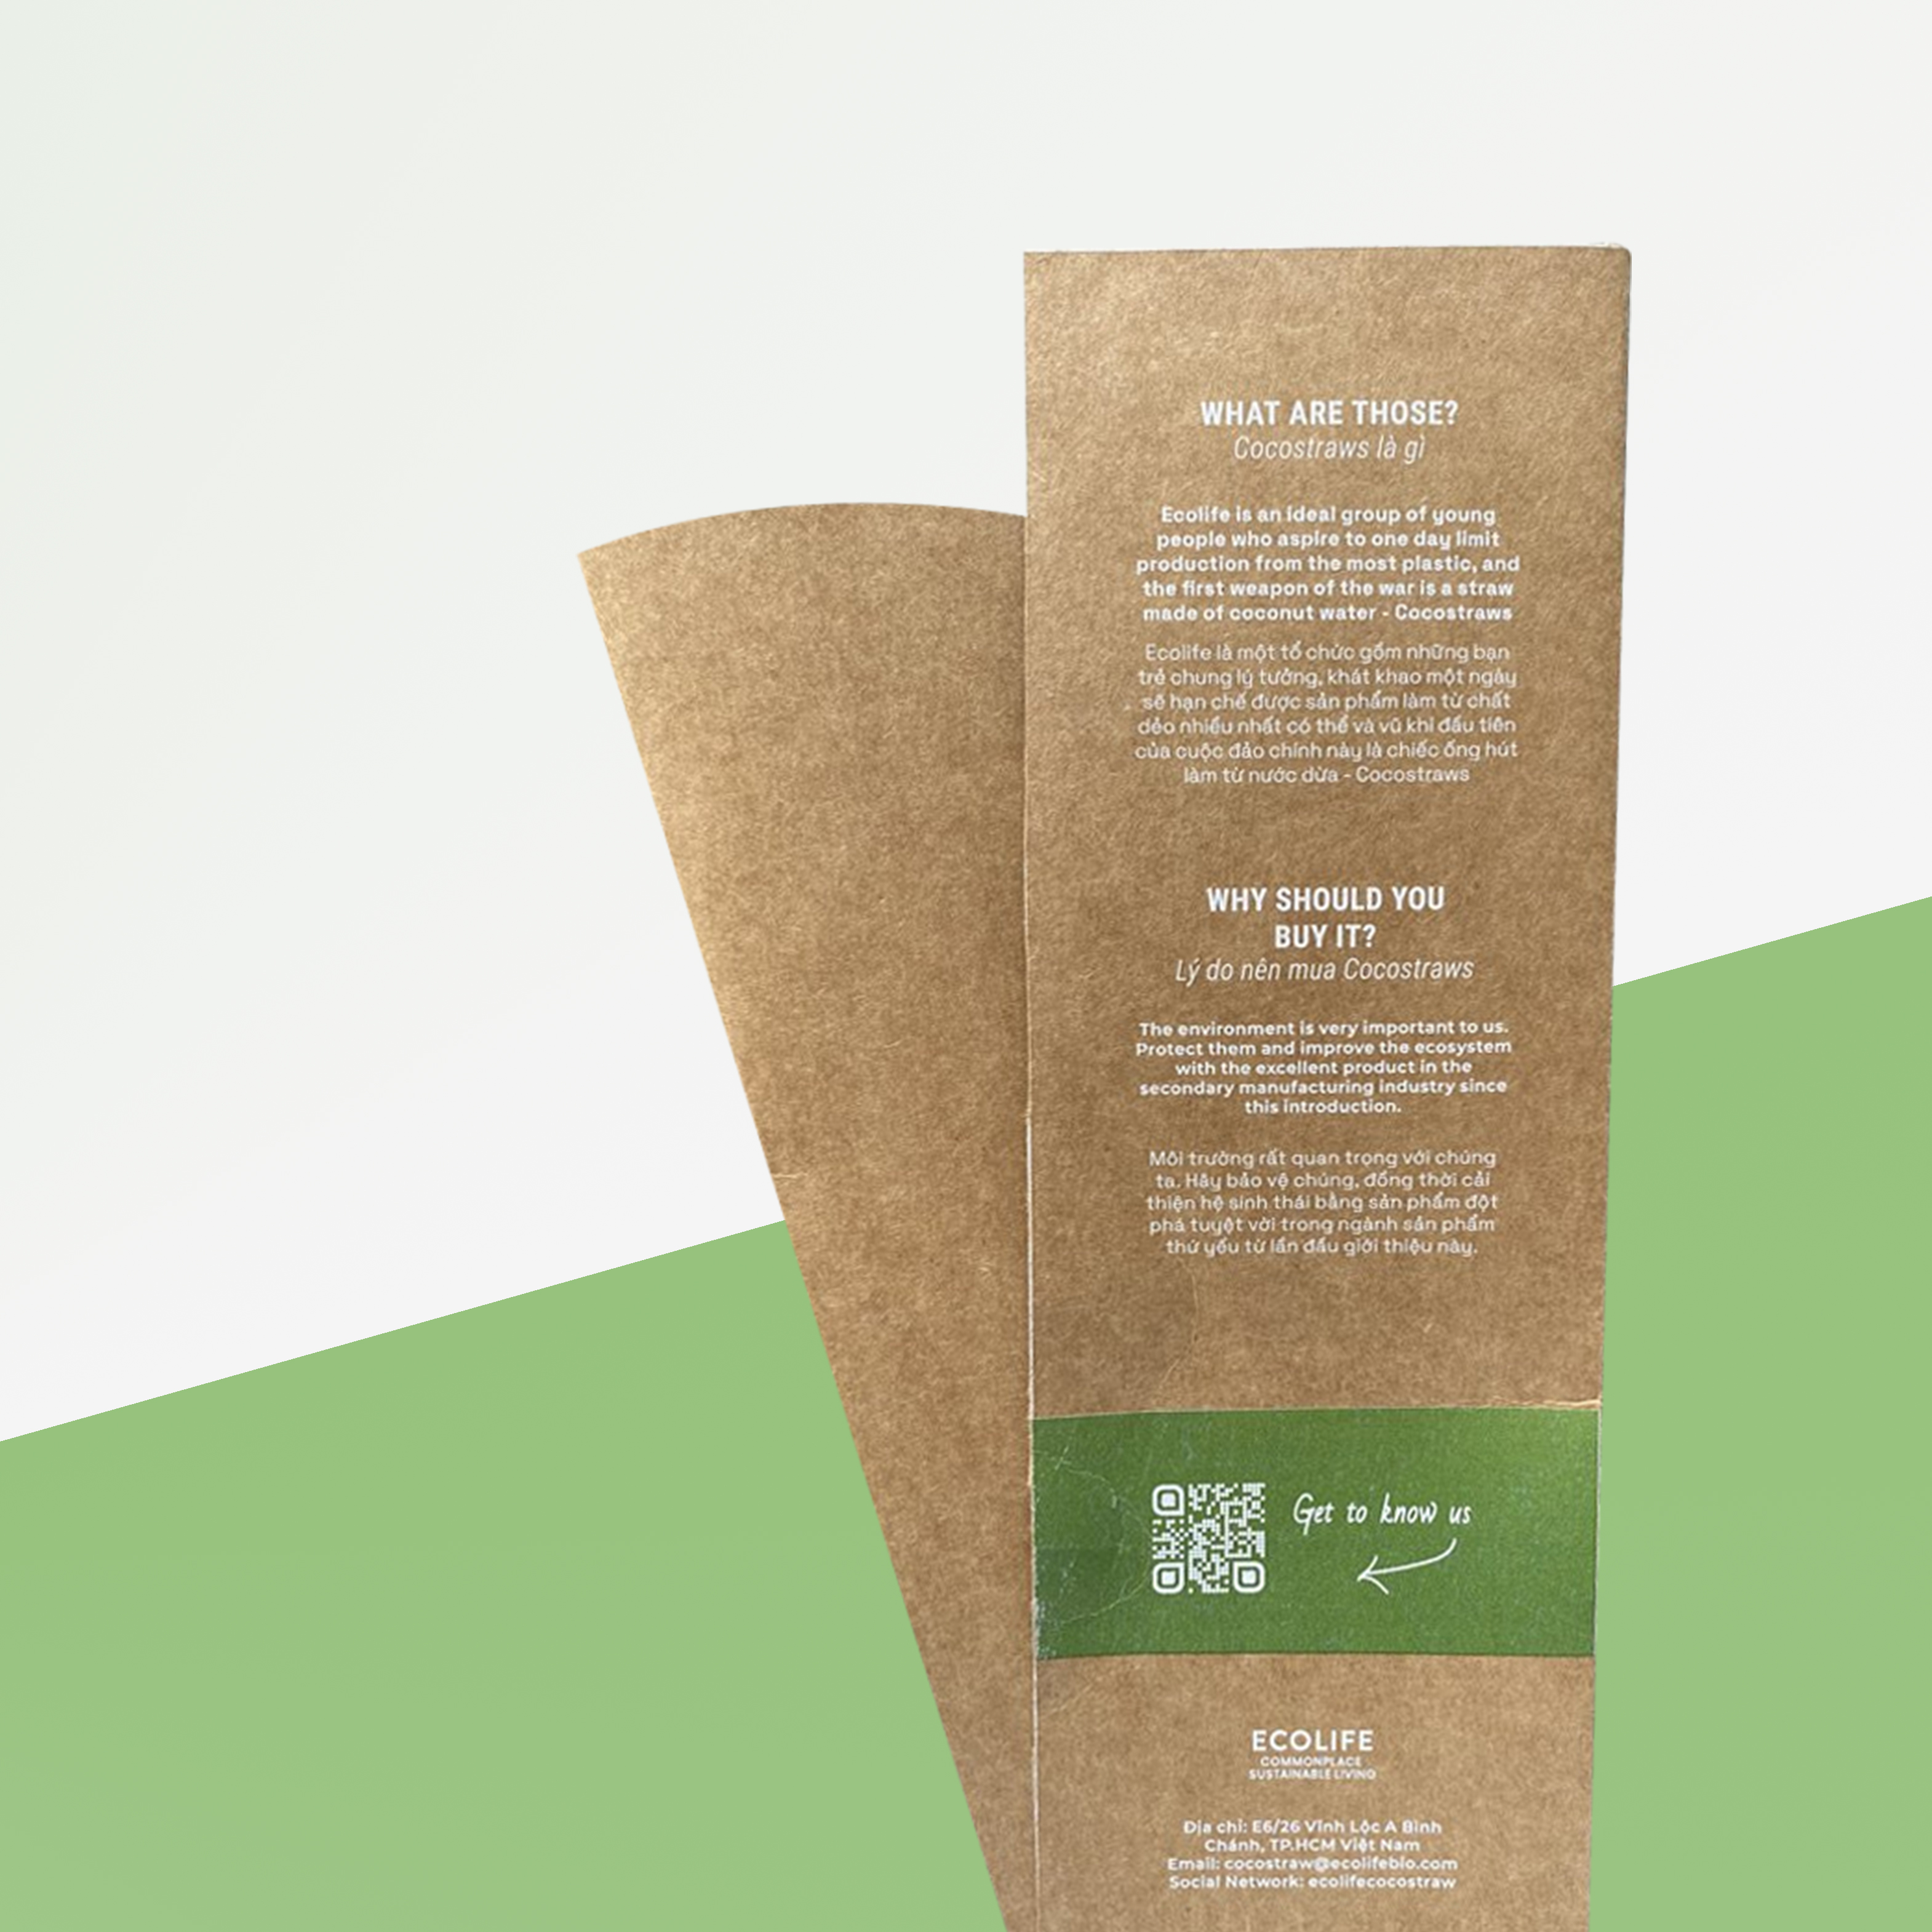 WHAT ARE THOSE?
Cocostraws là gì
Ecolife is an ideal group of young
people who aspire to one day limit
production from the most plastic, and
the first weapon of the war is a straw
made of coconut water - Cocostraws
Ecolife là một tổ chức gồm những bạn
trẻ chung lý tưởng, khát khao một ngày
sẽ hạn chế được sản phẩm làm từ chất
dẻo nhiều nhất có thể và vũ khí đầu tiên
của cuộc đảo chính này là chiếc ống hút
làm từ nước dừa - Cocostraws
WHY SHOULD YOU
BUY IT?
Lý do nên mua Cocostraws
The environment is very important to us.
Protect them and improve the ecosystem
with the excellent product in the
secondary manufacturing industry since
this introduction.
Môi trường rất quan trọng với chúng
ta. Hãy bảo vệ chúng, đồng thời cải
thiện hệ sinh thái bằng sản phẩm đột
phá tuyệt vời trong ngành sản phẩm
thứ yếu từ lần đầu giới thiệu này.
Get to know us
ECOLIFE
COMMONPLACE
SUSTAINABLE LIVING
Địa chỉ: E6/26 Vĩnh Lộc A Bình
Chánh, TP.HCM Việt Nam
Email: cocostraw@ecolifebio.com
Social Network: ecolifecocostraw